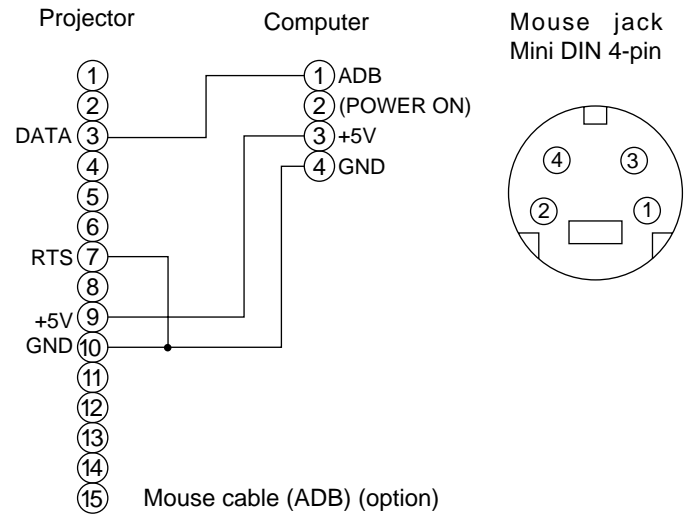 Projector Computer Mouse jack
Mini DIN 4-pin
1 1 ADB
2 2 (POWER ON)
DATA 3 3 +5V
4 4 GND
5
6
RTS 7
8
+5V 9
GND 10
11
12
13
14
15
4 3
2 1
Mouse cable (ADB) (option)